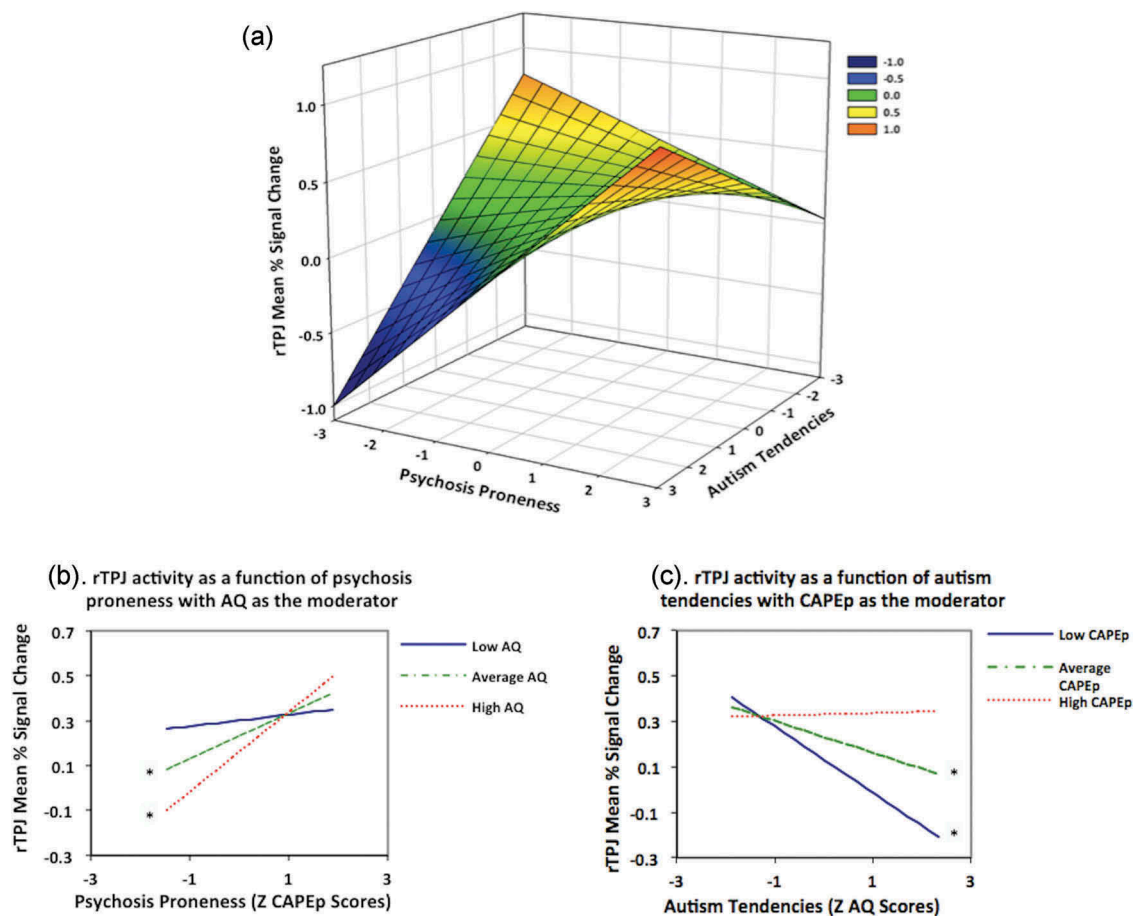 (a)
-1.0
-0.5
0.0
0.5
1.0
rTPJ Mean % Signal Change
1.0
0.5
0.0
-0.5
-1.0
-3
-2
-1
0
1
2
3
Psychosis Proneness
3
2
1
0
-1
-2
-3
Autism Tendencies
(b). rTPJ activity as a function of psychosis
proneness with AQ as the moderator
rTPJ Mean % Signal Change
0.7
0.5
0.3
0.1
-0.1
-0.3
*
*
-3
-1
1
3
Psychosis Proneness (Z CAPEp Scores)
Low AQ
Average AQ
High AQ
(c). rTPJ activity as a function of autism
tendencies with CAPEp as the moderator
rTPJ Mean % Signal Change
0.7
0.5
0.3
0.1
-0.1
-0.3
*
*
-3
-1
1
3
Autism Tendencies (Z AQ Scores)
Low CAPEp
Average
CAPEp
High CAPEp